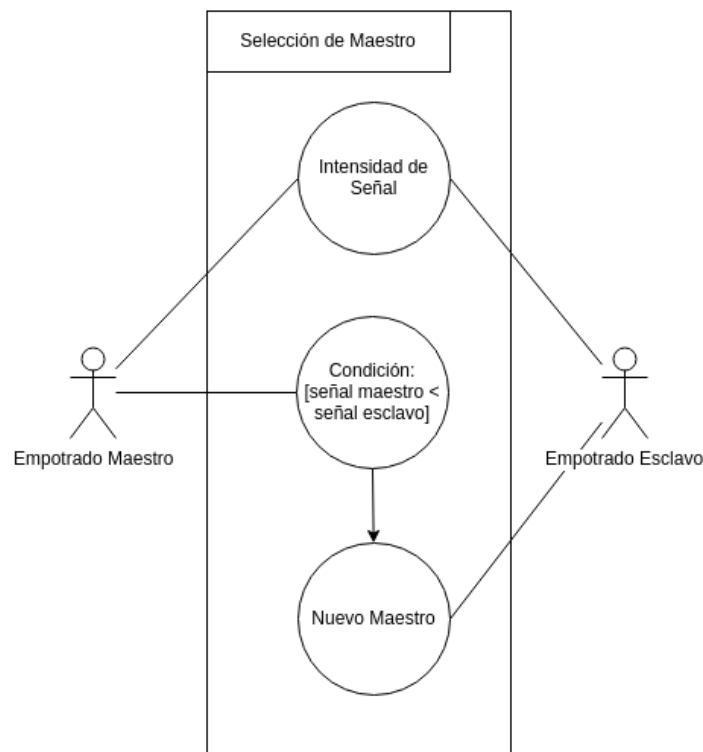 Selección de Maestro
Intensidad de
Señal
Condición:
[señal maestro <
señal esclavo]
Empotrado Maestro
Empotrado Esclavo
Nuevo Maestro